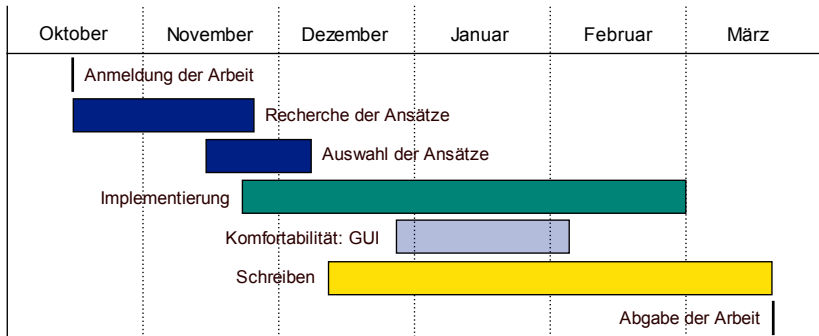 Oktober November Dezember Januar Februar März
Anmeldung der Arbeit
Recherche der Ansätze
Auswahl der Ansätze
Implementierung
Komfortabilität: GUI
Schreiben
Abgabe der Arbeit